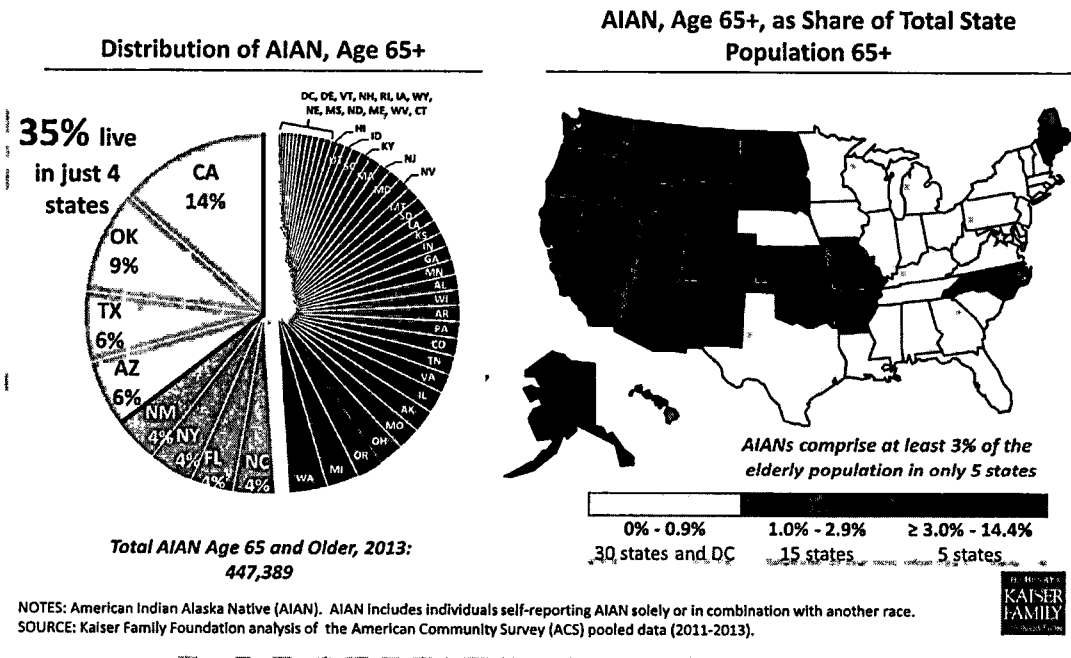 Distribution of AIAN, Age 65+
35% live
in just 4
states
DC, DE, VT, NH, RI, IA, WY,
NE, MS, ND, ME, WV, CT
HI
ID
KY
NJ
NV
UT
SC
MA
MD
MT
SD
LA
KS
IN
GA
MN
AL
WI
AR
PA
CO
TN
VA
IL
AK
MO
OH
OR
MI
WA
CA
14%
OK
9%
TX
6%
AZ
6%
NM
4%
NY
4%
FL
4%
NC
4%
Total AIAN Age 65 and Older, 2013:
447,389
AIAN, Age 65+, as Share of Total State
Population 65+
AIANs comprise at least 3% of the
elderly population in only 5 states
0% - 0.9%
30 states and DC
1.0% - 2.9%
15 states
≥ 3.0% - 14.4%
5 states
NOTES: American Indian Alaska Native (AIAN). AIAN includes individuals self-reporting AIAN solely or in combination with another race.
SOURCE: Kaiser Family Foundation analysis of the American Community Survey (ACS) pooled data (2011-2013).
THE HENRY J.
KAISER
FAMILY
FOUNDATION